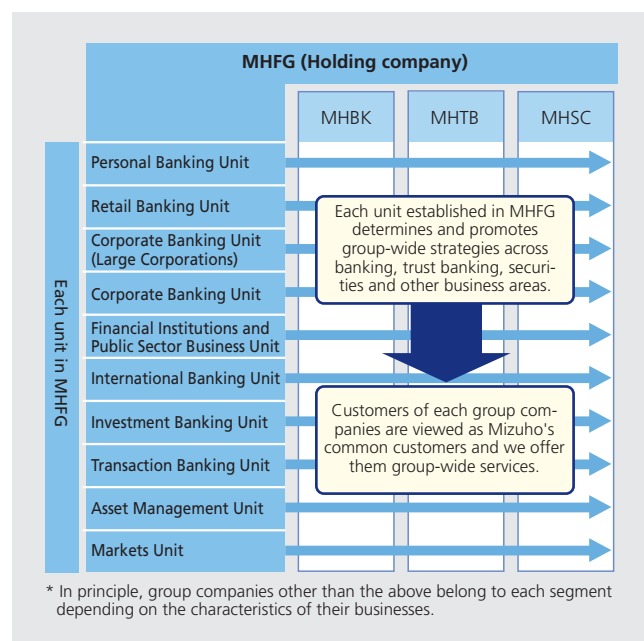 MHFG (Holding company)
MHBK MHTB MHSC
Each unit in MHFG
Personal Banking Unit
Retail Banking Unit
Corporate Banking Unit
(Large Corporations)
Corporate Banking Unit
Financial Institutions and
Public Sector Business Unit
International Banking Unit
Investment Banking Unit
Transaction Banking Unit
Asset Management Unit
Markets Unit
Each unit established in MHFG
determines and promotes
group-wide strategies across
banking, trust banking, securi-
ties and other business areas.
Customers of each group com-
panies are viewed as Mizuho's
common customers and we offer
them group-wide services.
* In principle, group companies other than the above belong to each segment
depending on the characteristics of their businesses.